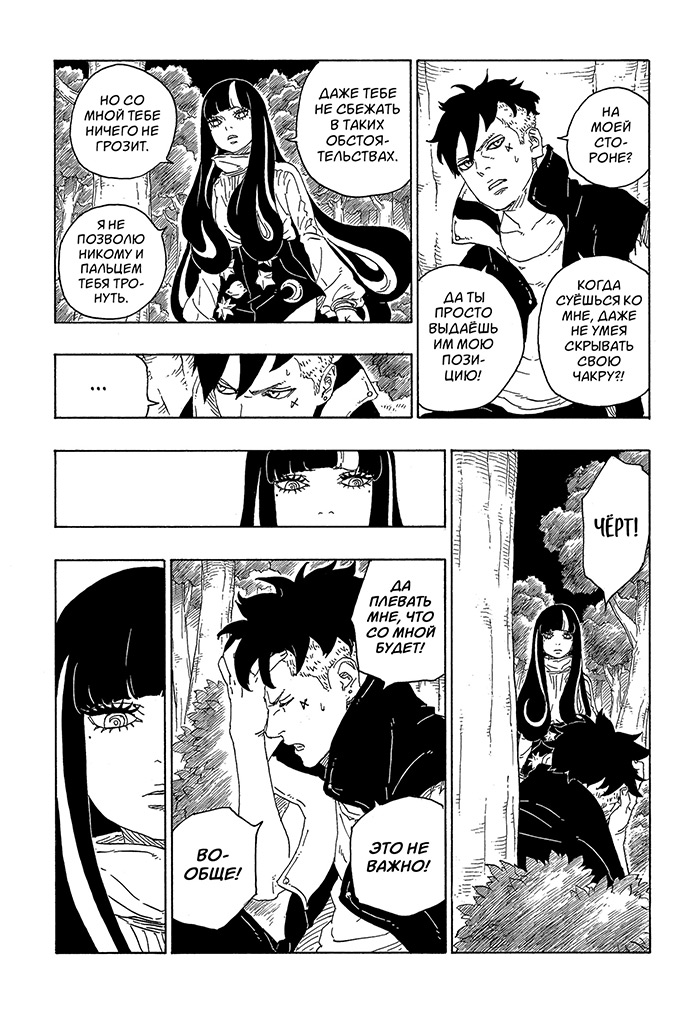 НА
МОЕЙ
СТО-
РОНЕ?
КОГДА
СУЁШЬСЯ КО
МНЕ, ДАЖЕ
НЕ УМЕЯ
СКРЫВАТЬ
СВОЮ
ЧАКРУ?!
ДА ТЫ
ПРОСТО
ВЫДАЁШЬ
ИМ МОЮ
ПОЗИ-
ЦИЮ!
ДАЖЕ ТЕБЕ
НЕ СБЕЖАТЬ
В ТАКИХ
ОБСТО-
ЯТЕЛЬСТВАХ.
НО СО
МНОЙ ТЕБЕ
НИЧЕГО НЕ
ГРОЗИТ.
Я НЕ
ПОЗВОЛЮ
НИКОМУ И
ПАЛЬЦЕМ
ТЕБЯ ТРО-
НУТЬ.
...
ЧЁРТ!
ДА
ПЛЕВАТЬ
МНЕ, ЧТО
СО МНОЙ
БУДЕТ!
ЭТО НЕ
ВАЖНО!
ВО-
ОБЩЕ!